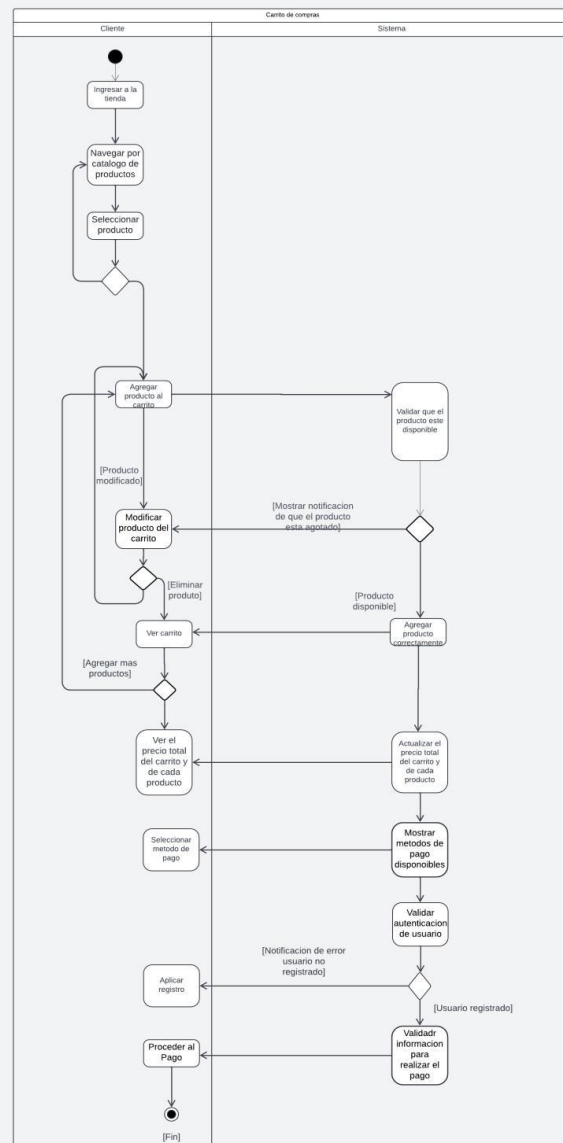 Carrito de compras
Cliente
Sistema
Ingresar a la
tienda
Navegar por
catalogo de
productos
Seleccionar
producto
Agregar
producto al
carrito
Validar que el
producto este
disponible
[Producto
modificado]
[Mostrar notificacion
de que el producto
esta agotado]
Modificar
producto del
carrito
[Eliminar
produto]
[Producto
disponible]
Ver carrito
Agregar
producto
correctamente
[Agregar mas
productos]
Ver el
precio total
del carrito y
de cada
producto
Actualizar el
precio total
del carrito y
de cada
producto
Seleccionar
metodo de
pago
Mostrar
metodos de
pago
disponoibles
Validar
autenticacion
de usuario
[Notificacion de error
usuario no
registrado]
Aplicar
registro
[Usuario registrado]
Proceder al
Pago
Validadr
informacion
para
realizar el
pago
[Fin]